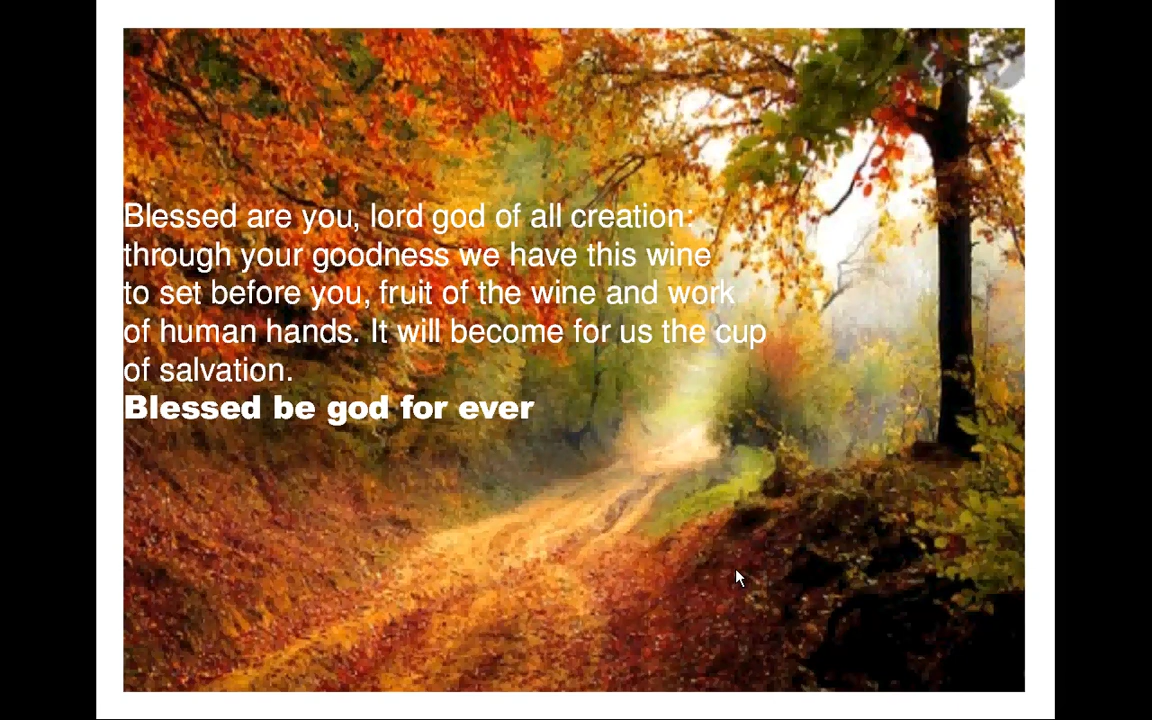 Blessed are you, lord god of all creation:
through your goodness we have this wine
to set before you, fruit of the wine and work
of human hands. It will become for us the cup
of salvation.
Blessed be god for ever